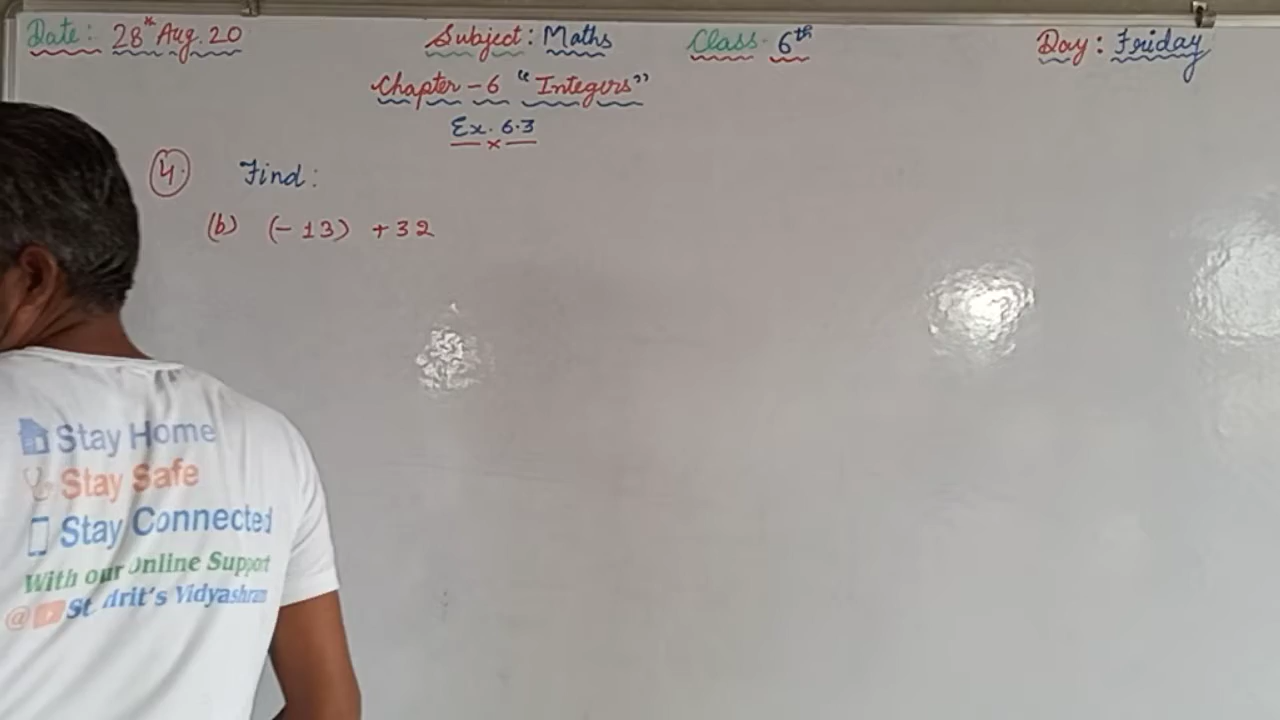 Date: 28th Aug. 20 Subject: Maths Class- 6th Day: Friday
Chapter-6 "Integers"
Ex. 6.3
×
4. Find:
(b) (-13) +32
Stay Home
Stay Safe
Stay Connected
With our Online Support
@ Vidyashram